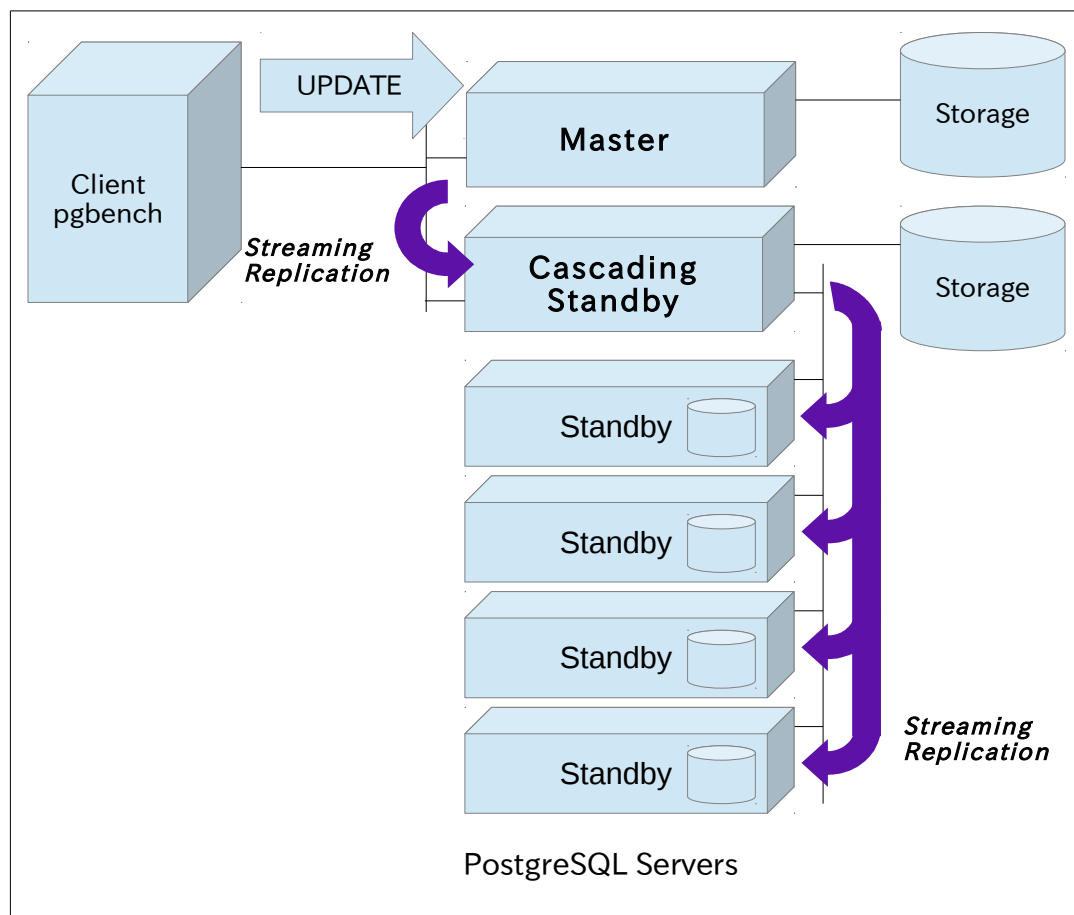 UPDATE
Master
Storage
Client
pgbench
Streaming
Replication
Cascading
Standby
Storage
Standby
Standby
Standby
Standby
Streaming
Replication
PostgreSQL Servers